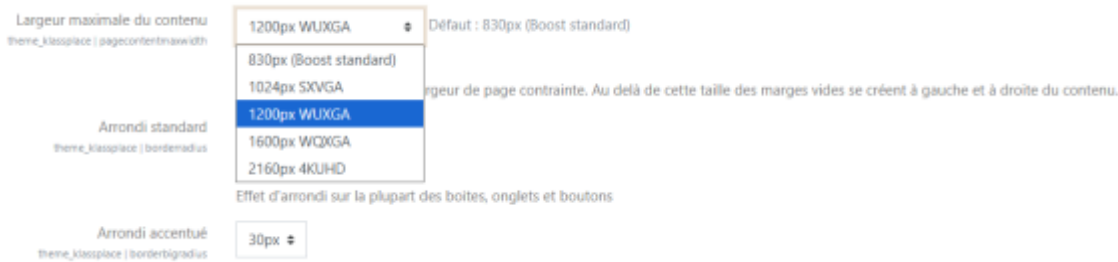 Largeur maximale du contenu
theme_klassplace | pagecontentmaxwidth
1200px WUXGA
Défaut : 830px (Boost standard)
830px (Boost standard)
1024px SXVGA
1200px WUXGA
1600px WQXGA
2160px 4KUHD
rgeur de page contrainte. Au delà de cette taille des marges vides se créent à gauche et à droite du contenu.
Arrondi standard
theme_klassplace | borderradius
Effet d'arrondi sur la plupart des boites, onglets et boutons
Arrondi accentué
theme_klassplace | borderbigradius
30px